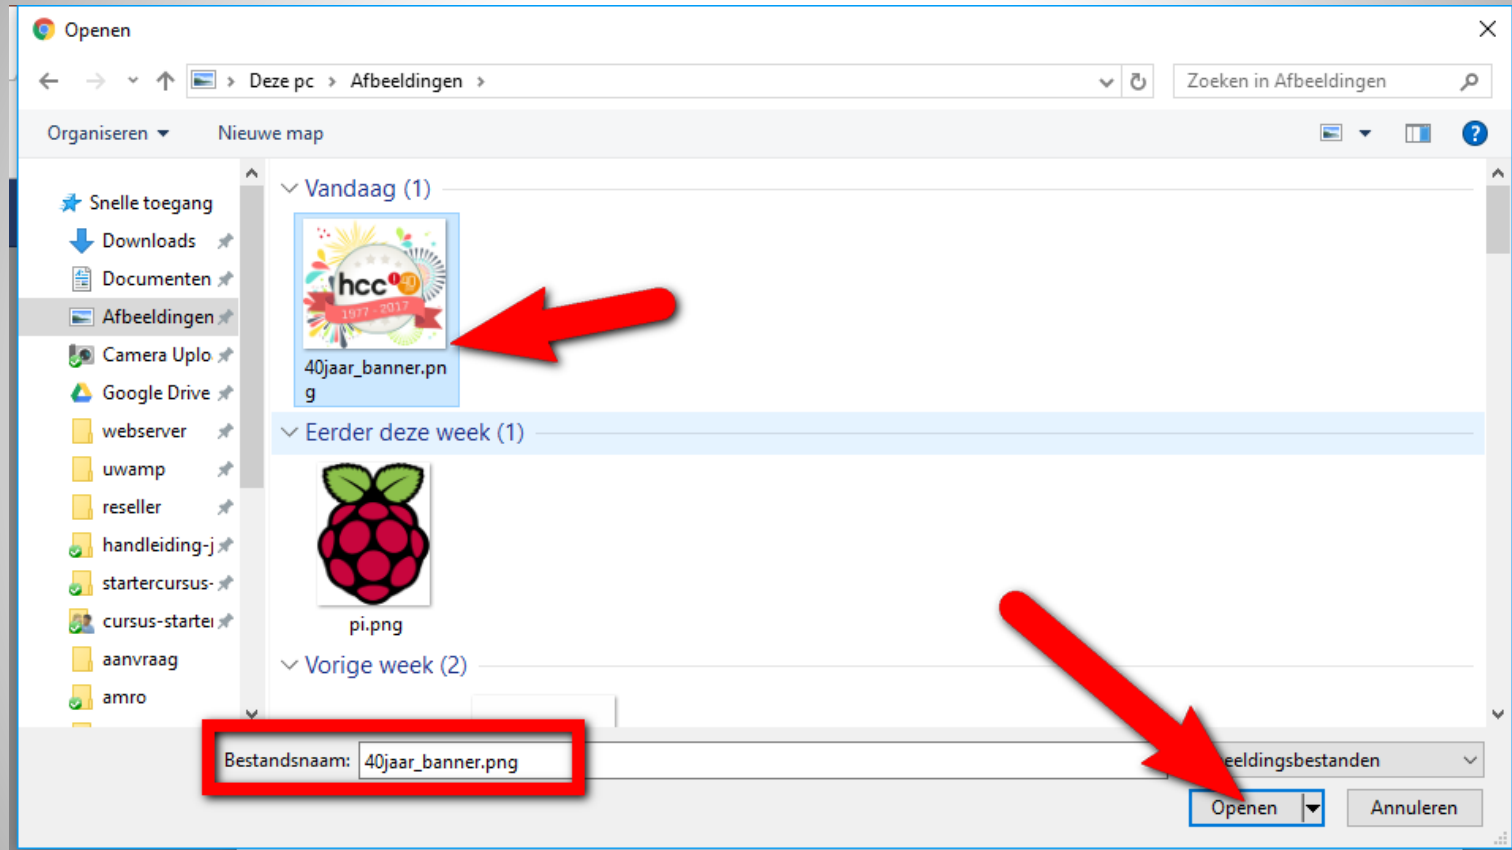 Openen
Deze pc
Afbeeldingen
Zoeken in Afbeeldingen
Organiseren
Nieuwe map
?
Snelle toegang
Downloads
Documenten
Afbeeldingen
Camera Uplo
Google Drive
webserver
uwamp
reseller
handleiding-j
startercursus-
cursus-starter
aanvraag
amro
Vandaag (1)
hcc! 40
1977 - 2017
40jaar_banner.pn
g
Eerder deze week (1)
pi.png
Vorige week (2)
Bestandsnaam:
40jaar_banner.png
eeldingsbestanden
Openen
Annuleren